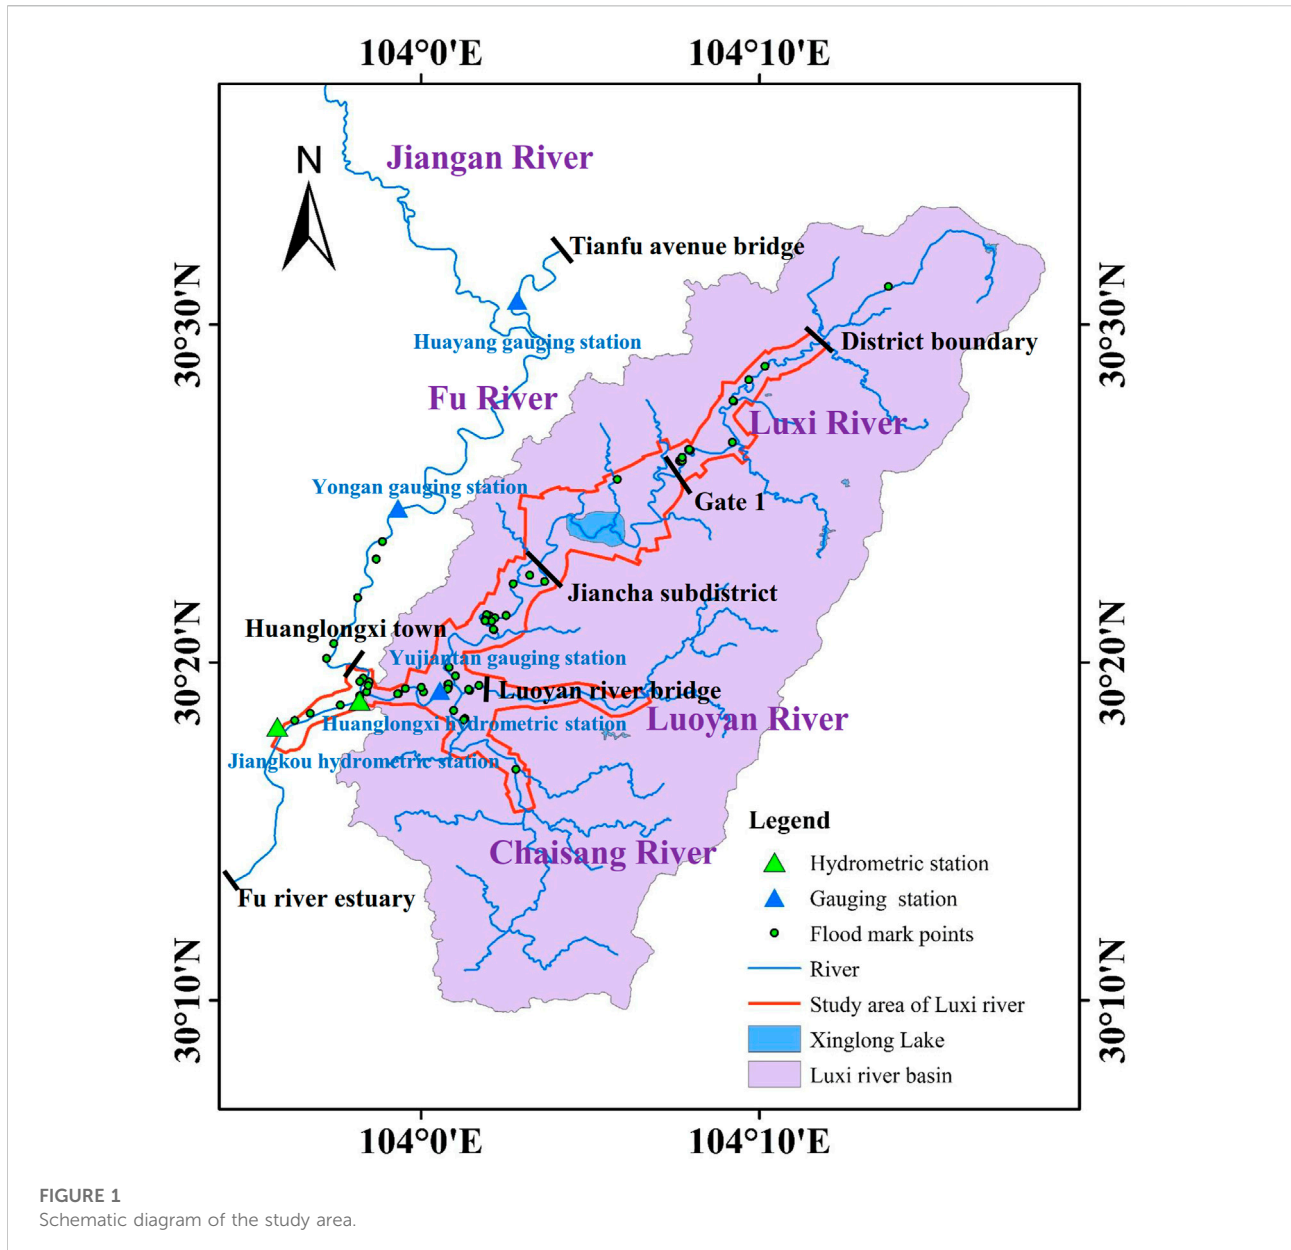 104°0'E
104°10'E
N
Jiangan River
Tianfu avenue bridge
30°30'N
30°30'N
Huayang gauging station
District boundary
Fu River
Luxi River
Yongan gauging station
Gate 1
Jiancha subdistrict
Huanglongxi town
30°20'N
30°20'N
Yujiantan gauging station
Luoyan river bridge
Luoyan River
Huanglongxi hydrometric station
Jiangkou hydrometric station
Chaisang River
Fu river estuary
30°10'N
30°10'N
Legend
Hydrometric station
Gauging station
Flood mark points
River
Study area of Luxi river
Xinglong Lake
Luxi river basin
104°0'E
104°10'E
FIGURE 1
Schematic diagram of the study area.